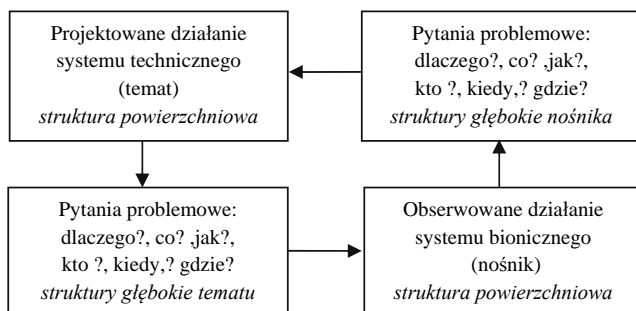 Projektowane działanie
systemu technicznego
(temat)
struktura powierzchniowa
Pytania problemowe:
dlaczego?, co? ,jak?,
kto ?, kiedy,? gdzie?
struktury głębokie nośnika
Pytania problemowe:
dlaczego?, co? ,jak?,
kto ?, kiedy,? gdzie?
struktury głębokie tematu
Obserwowane działanie
systemu bionicznego
(nośnik)
struktura powierzchniowa